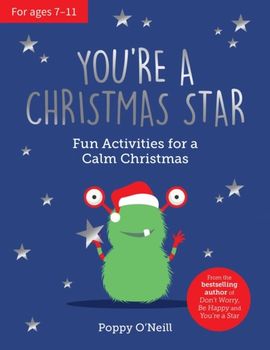 For ages 7–11
YOU'RE A
CHRISTMAS STAR
Fun Activities for a
Calm Christmas
From the
bestselling
author of
Don't Worry,
Be Happy and
You're a Star
Poppy O'Neill